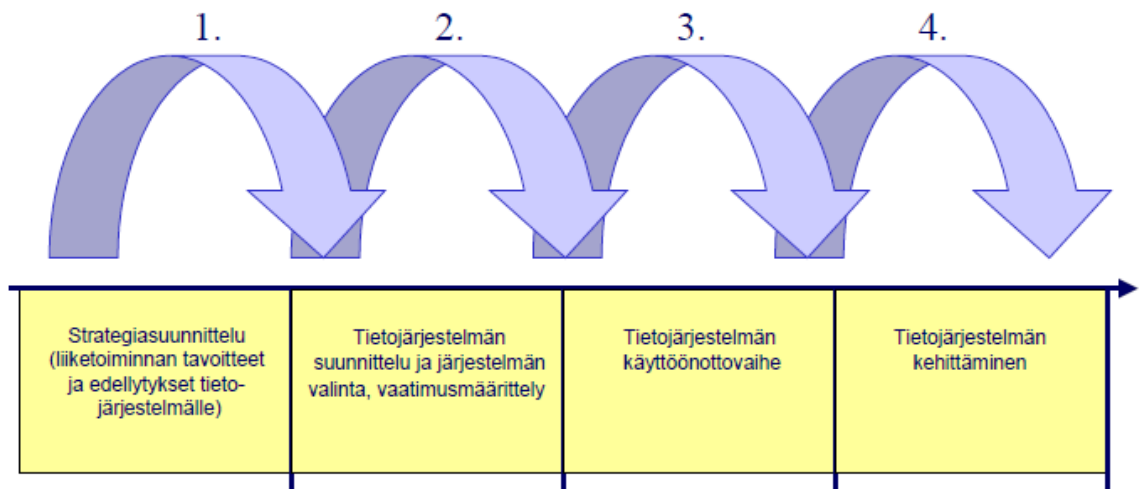 1.
2.
3.
4.
Strategiasuunnittelu
(liiketoiminnan tavoitteet
ja edellytykset tieto-
järjestelmälle)
Tietojärjestelmän
suunnittelu ja järjestelmän
valinta, vaatimusmäärittely
Tietojärjestelmän
käyttöönottovaihe
Tietojärjestelmän
kehittäminen